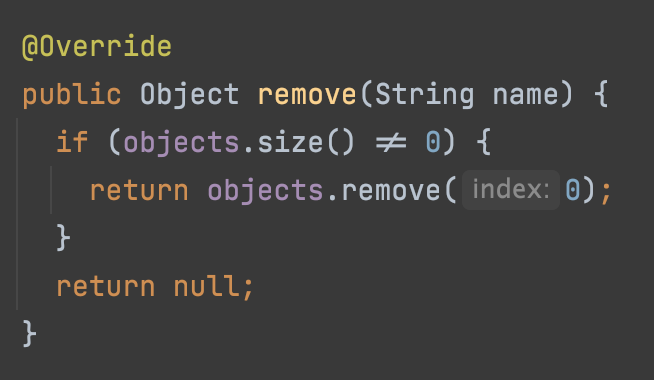 @Override
public Object remove(String name) {
if (objects.size() ≠ 0) {
return objects.remove( index: 0);
}
return null;
}